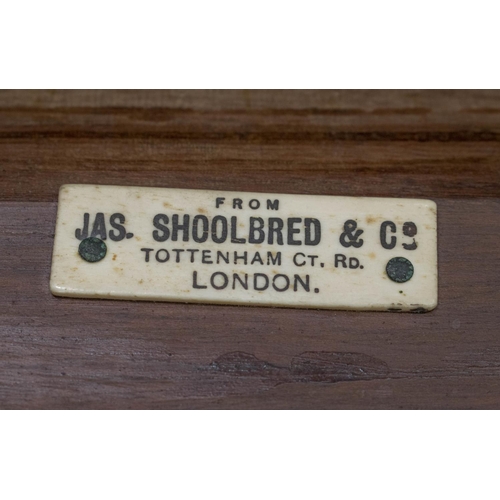 FROM
JAS. SHOOLBRED & Co.
TOTTENHAM CT. RD.
LONDON.